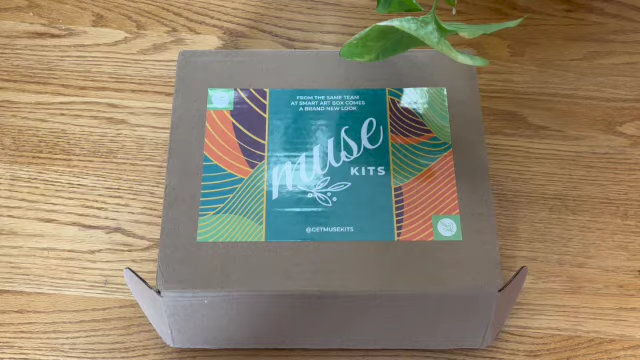 FROM THE SAME TEAM
AT SMART ART BOX COMES
A BRAND NEW LOOK
muse
KITS
@GETMUSEKITS